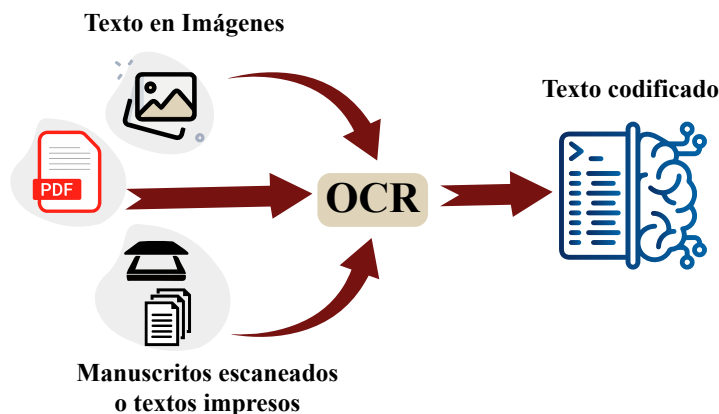 Texto en Imágenes
Texto codificado
PDF
OCR
Manuscritos escaneados
o textos impresos